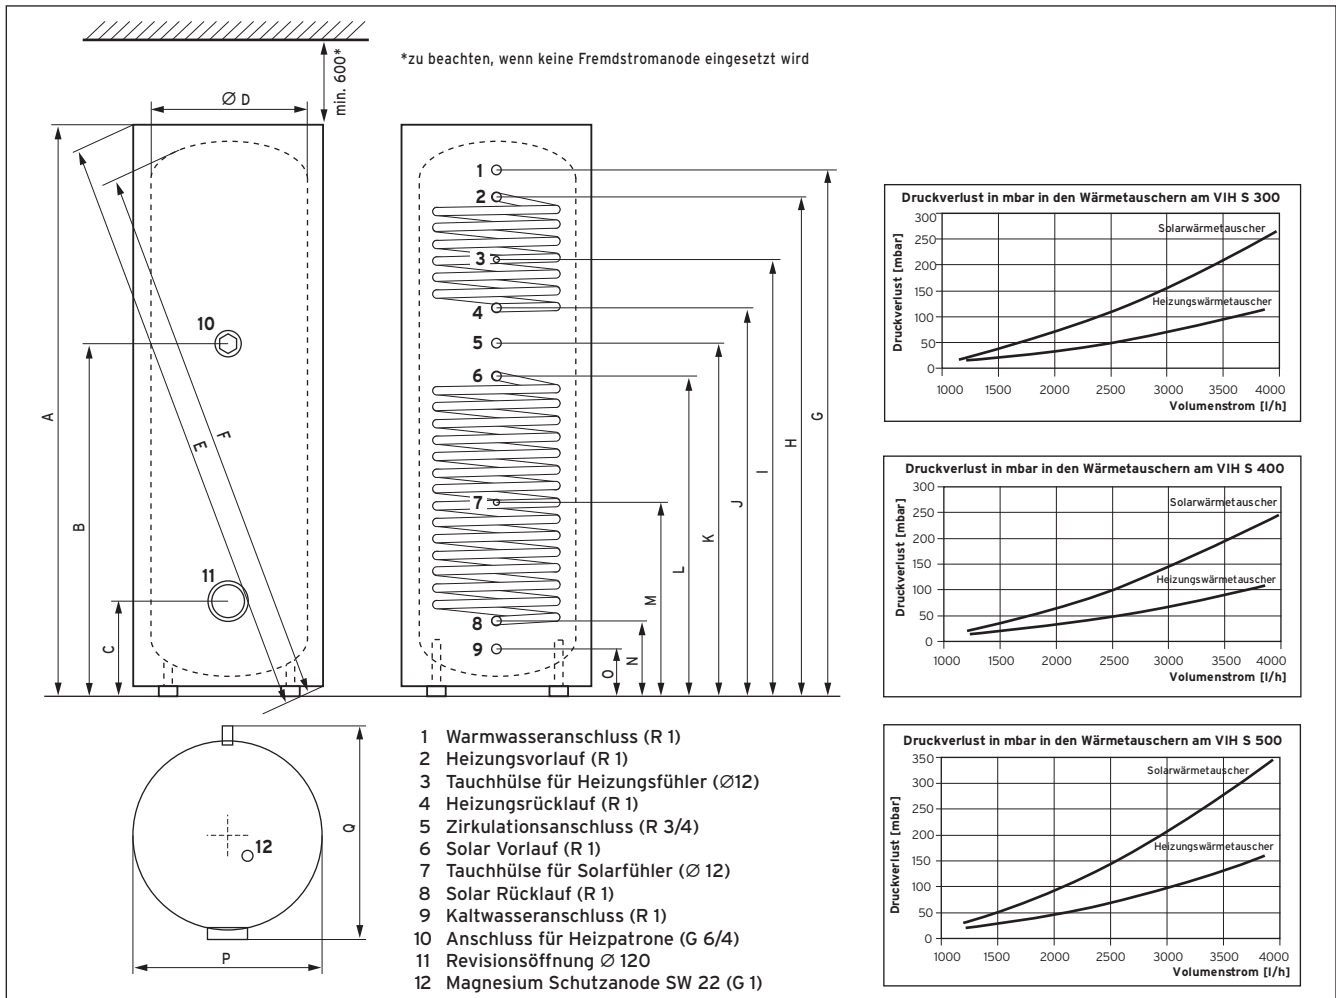 *zu beachten, wenn keine Fremdstromanode eingesetzt wird
min. 600*
Ø D
A
B
C
E
F
10
11
1
2
3
4
5
6
7
8
9
G
H
I
J
K
L
M
N
O
P
Q
12
1 Warmwasseranschluss (R 1)
2 Heizungsvorlauf (R 1)
3 Tauchhülse für Heizungsfühler (Ø12)
4 Heizungsrücklauf (R 1)
5 Zirkulationsanschluss (R 3/4)
6 Solar Vorlauf (R 1)
7 Tauchhülse für Solarfühler (Ø 12)
8 Solar Rücklauf (R 1)
9 Kaltwasseranschluss (R 1)
10 Anschluss für Heizpatrone (G 6/4)
11 Revisionsöffnung Ø 120
12 Magnesium Schutzanode SW 22 (G 1)
Druckverlust in mbar in den Wärmetauschern am VIH S 300
Druckverlust [mbar]
300
250
200
150
100
50
0
Solarwärmetauscher
Heizungswärmetauscher
1000 1500 2000 2500 3000 3500 4000
Volumenstrom [l/h]
Druckverlust in mbar in den Wärmetauschern am VIH S 400
Druckverlust [mbar]
300
250
200
150
100
50
0
Solarwärmetauscher
Heizungswärmetauscher
1000 1500 2000 2500 3000 3500 4000
Volumenstrom [l/h]
Druckverlust in mbar in den Wärmetauschern am VIH S 500
Druckverlust [mbar]
350
300
250
200
150
100
50
0
Solarwärmetauscher
Heizungswärmetauscher
1000 1500 2000 2500 3000 3500 4000
Volumenstrom [l/h]